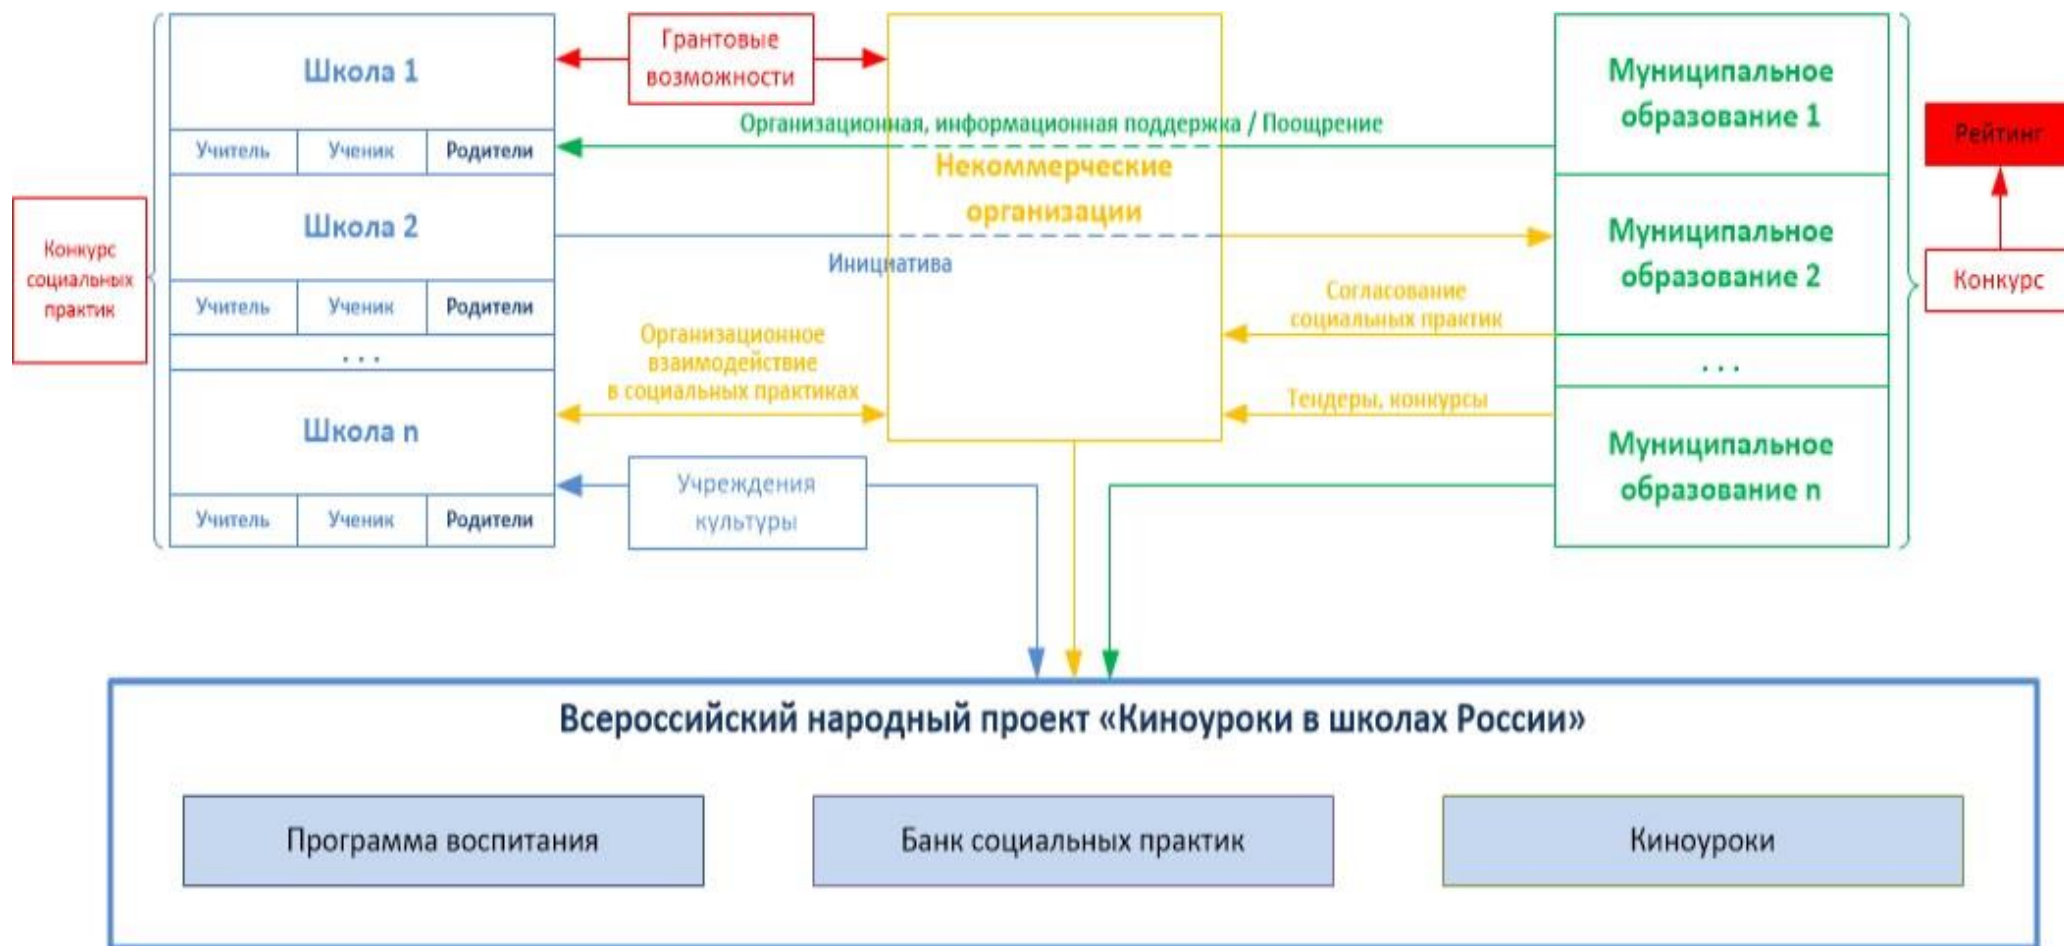 Конкурс
социальных
практик
Школа 1
Учитель Ученик Родители
Школа 2
Учитель Ученик Родители
...
Школа n
Учитель Ученик Родители
Грантовые
возможности
Организационная, информационная поддержка / Поощрение
Некоммерческие
организации
Инициатива
Организационное
взаимодействие
в социальных практиках
Учреждения
культуры
Согласование
социальных практик
Тендеры, конкурсы
Муниципальное
образование 1
Муниципальное
образование 2
...
Муниципальное
образование n
Рейтинг
Конкурс
Всероссийский народный проект «Киноуроки в школах России»
Программа воспитания
Банк социальных практик
Киноуроки